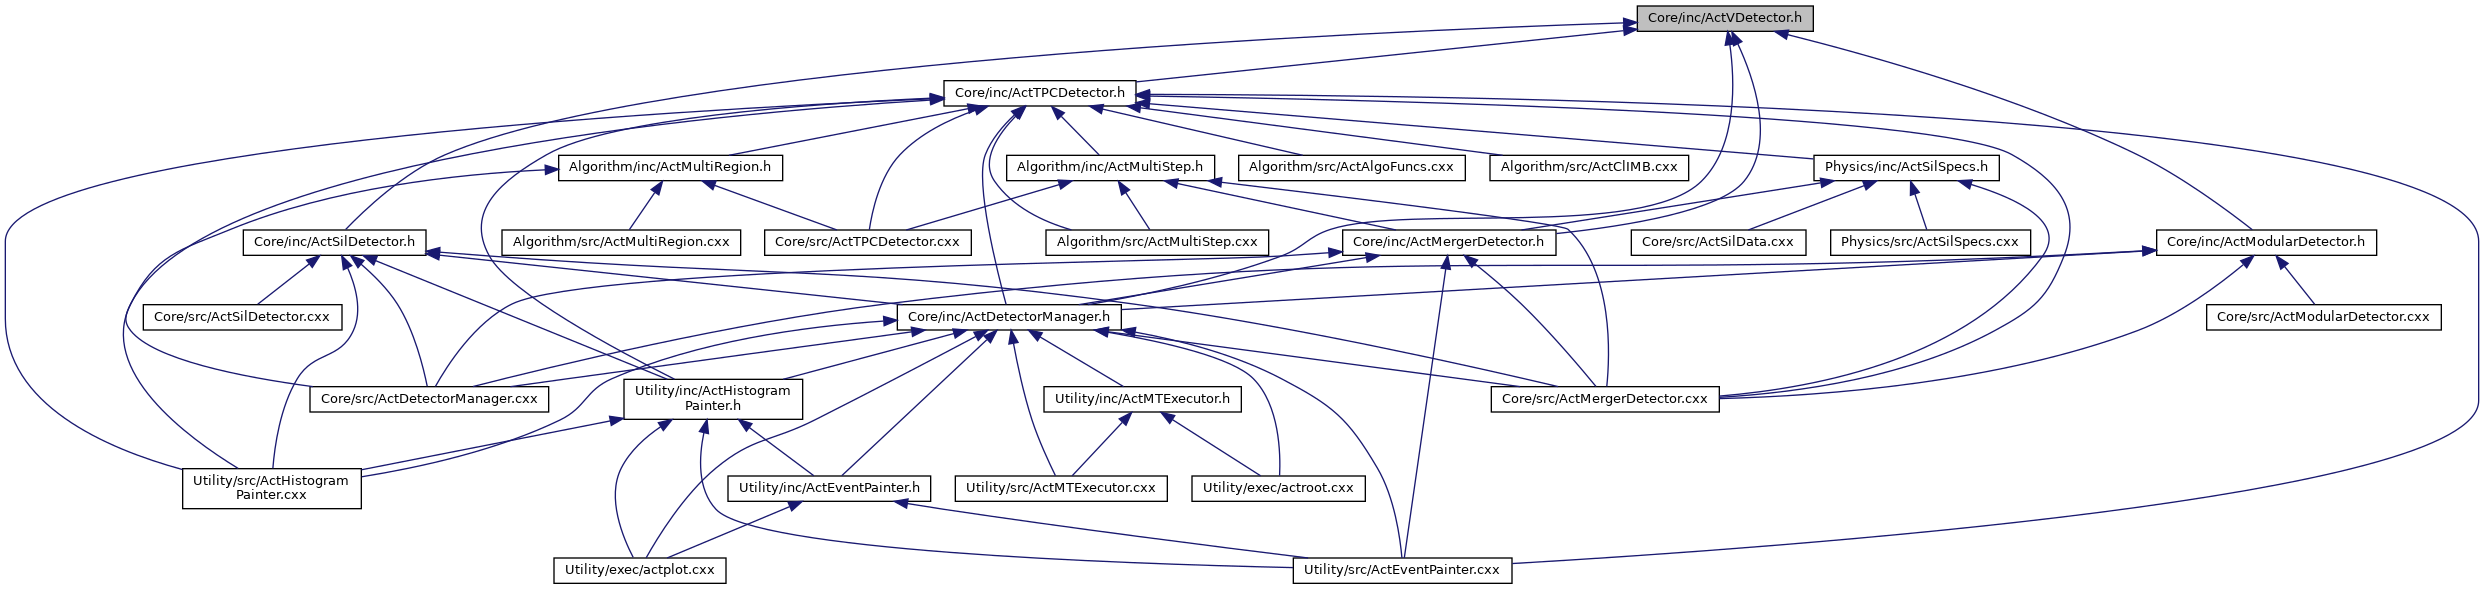 Core/inc/ActVDetector.h
Core/inc/ActTPCDetector.h
Algorithm/inc/ActMultiRegion.h
Algorithm/inc/ActMultiStep.h
Algorithm/src/ActAlgoFuncs.cxx
Algorithm/src/ActClIMB.cxx
Physics/inc/ActSilSpecs.h
Core/inc/ActSilDetector.h
Algorithm/src/ActMultiRegion.cxx
Core/src/ActTPCDetector.cxx
Algorithm/src/ActMultiStep.cxx
Core/inc/ActMergerDetector.h
Core/src/ActSilData.cxx
Physics/src/ActSilSpecs.cxx
Core/inc/ActModularDetector.h
Core/src/ActSilDetector.cxx
Core/inc/ActDetectorManager.h
Core/src/ActModularDetector.cxx
Core/src/ActDetectorManager.cxx
Utility/inc/ActHistogram
Painter.h
Utility/inc/ActMTExecutor.h
Core/src/ActMergerDetector.cxx
Utility/src/ActHistogram
Painter.cxx
Utility/inc/ActEventPainter.h
Utility/src/ActMTExecutor.cxx
Utility/exec/actroot.cxx
Utility/exec/actplot.cxx
Utility/src/ActEventPainter.cxx